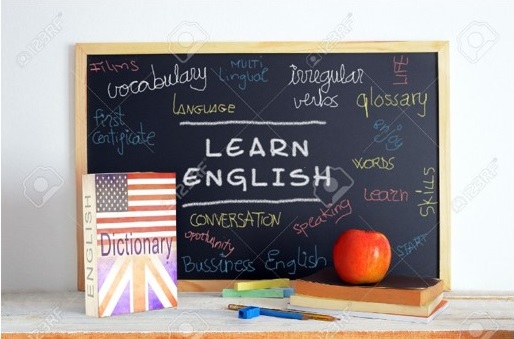 Films
vocabulary
MULTI
Lingual
irregular
verbs
LIFE
glossary
LANGUAGE
first
Certificate
LEARN
ENGLISH
WORDS
Learn
Skills
CONVERSATION
speaking
oportunity
Bussiness English
START
ENGLISH
Dictionary